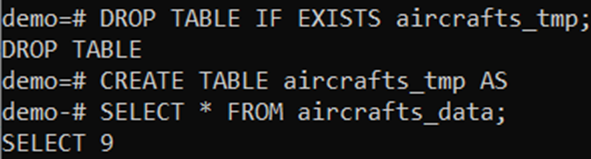 demo=# DROP TABLE IF EXISTS aircrafts_tmp;
DROP TABLE
demo=# CREATE TABLE aircrafts_tmp AS
demo-# SELECT * FROM aircrafts_data;
SELECT 9